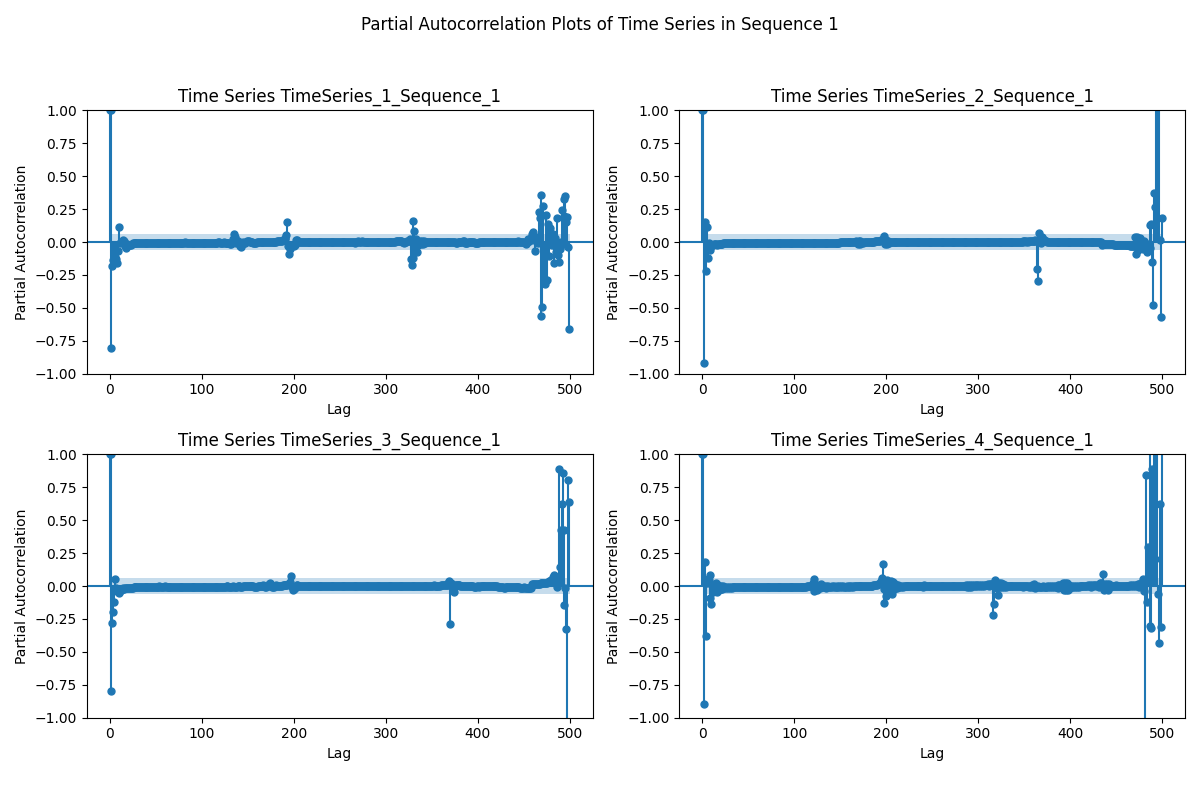 Partial Autocorrelation Plots of Time Series in Sequence 1
Time Series TimeSeries_1_Sequence_1
Partial Autocorrelation
1.00
0.75
0.50
0.25
0.00
−0.25
−0.50
−0.75
−1.00
0 100 200 300 400 500
Lag
Time Series TimeSeries_2_Sequence_1
Partial Autocorrelation
1.00
0.75
0.50
0.25
0.00
−0.25
−0.50
−0.75
−1.00
0 100 200 300 400 500
Lag
Time Series TimeSeries_3_Sequence_1
Partial Autocorrelation
1.00
0.75
0.50
0.25
0.00
−0.25
−0.50
−0.75
−1.00
0 100 200 300 400 500
Lag
Time Series TimeSeries_4_Sequence_1
Partial Autocorrelation
1.00
0.75
0.50
0.25
0.00
−0.25
−0.50
−0.75
−1.00
0 100 200 300 400 500
Lag